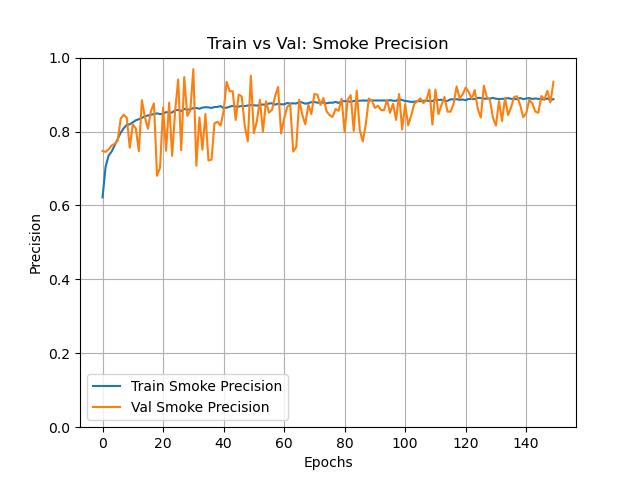 Train vs Val: Smoke Precision
1.0
0.8
0.6
0.4
0.2
0.0
Precision
Train Smoke Precision
Val Smoke Precision
0 20 40 60 80 100 120 140
Epochs